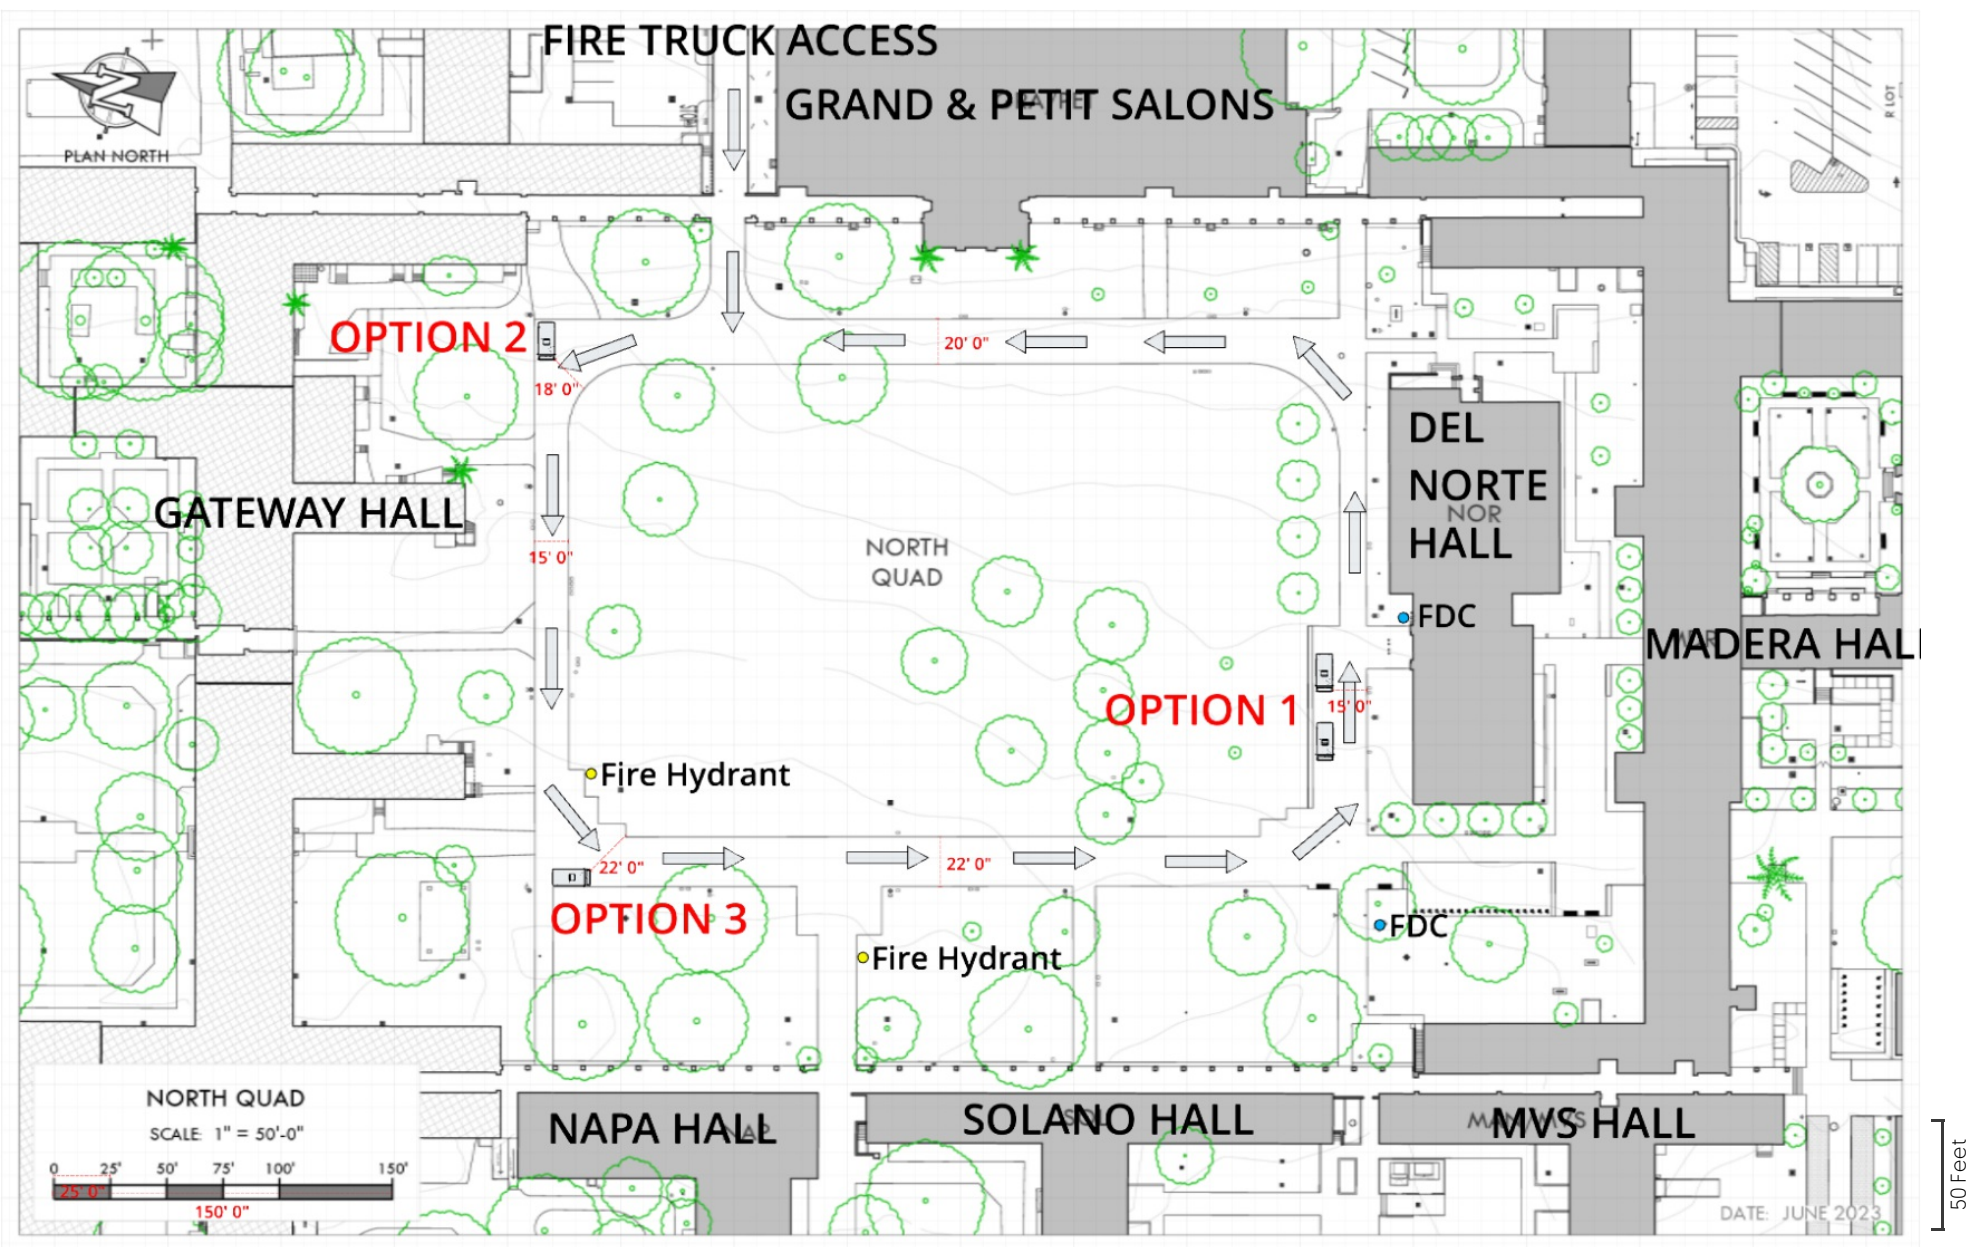 FIRE TRUCK ACCESS
GRAND & PETIT SALONS
N
PLAN NORTH
R LOT
OPTION 2
20' 0"
18' 0"
DEL
NORTE
NOR
HALL
GATEWAY HALL
NORTH
QUAD
15' 0"
FDC
MADERA HALL
OPTION 1
15' 0"
Fire Hydrant
22' 0"
22' 0"
OPTION 3
FDC
Fire Hydrant
NORTH QUAD
SCALE: 1" = 50'-0"
0 25' 50' 75' 100' 150'
25' 0"
150' 0"
NAPA HALL
SOLANO HALL
MVS HALL
DATE: JUNE 2023
50 Feet